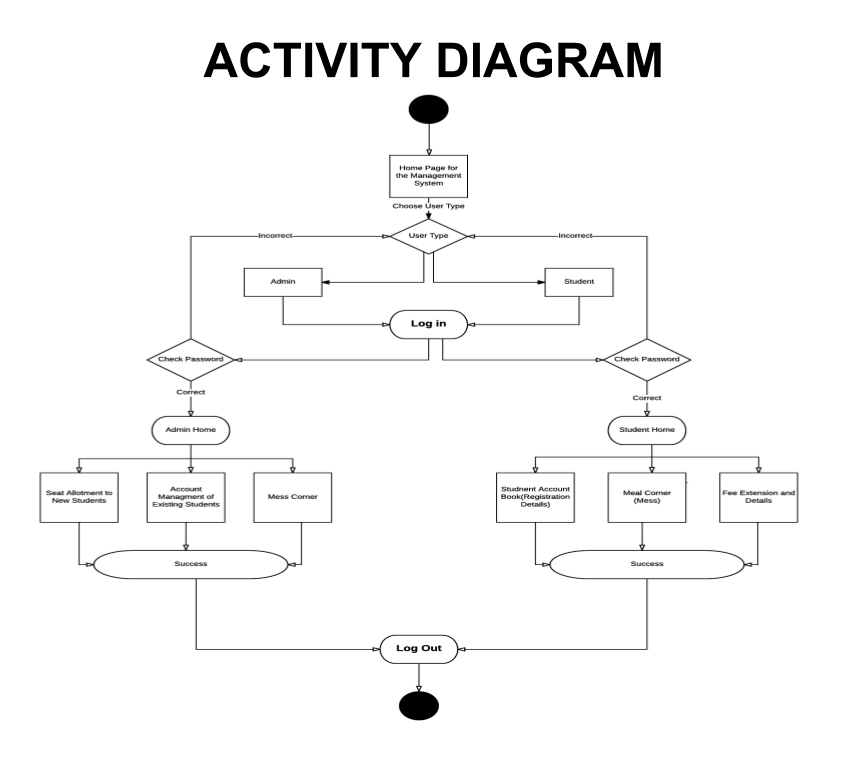 ACTIVITY DIAGRAM
Home Page for
the Management
System
Choose User Type
Incorrect
User Type
Incorrect
Admin
Student
Log in
Check Password
Check Password
Correct
Correct
Admin Home
Student Home
Seat Allotment to
New Students
Account
Managment of
Existing Students
Mess Corner
Studnent Account
Book(Registration
Details)
Meal Corner
(Mess)
Fee Extension and
Details
Success
Success
Log Out